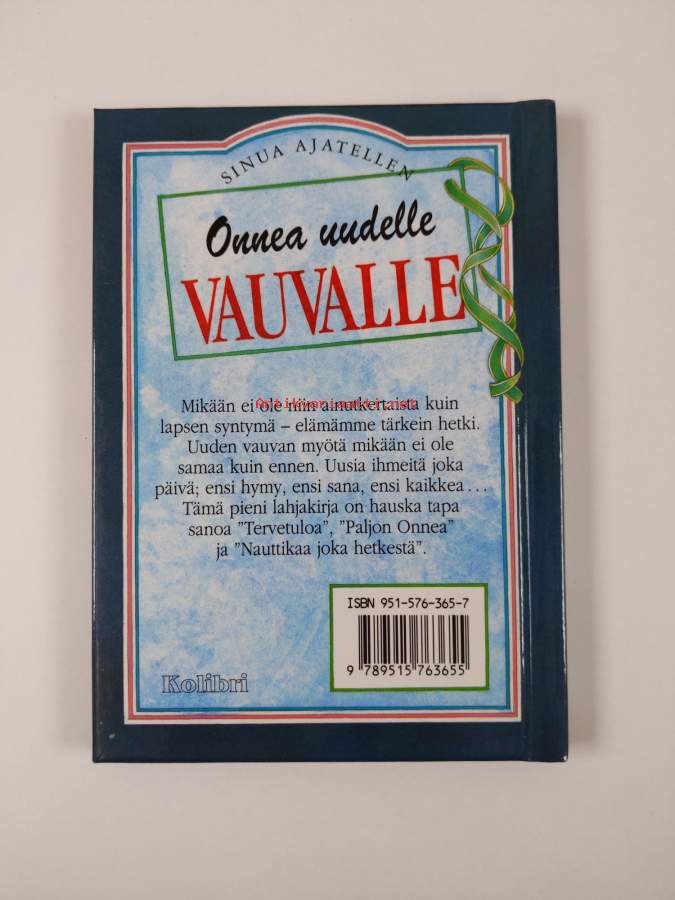 SINUA AJATELLEN
Onnea uudelle
VAUVALLE
Mikään ei ole niin ainutkertaista kuin
lapsen syntymä – elämämme tärkein hetki.
Uuden vauvan myötä mikään ei ole
samaa kuin ennen. Uusia ihmeitä joka
päivä; ensi hymy, ensi sana, ensi kaikkea...
Tämä pieni lahjakirja on hauska tapa
sanoa ”Tervetuloa”, ”Paljon Onnea”
ja ”Nauttikaa joka hetkestä”.
ISBN 951-576-365-7
9 789515 763655
Kolibri